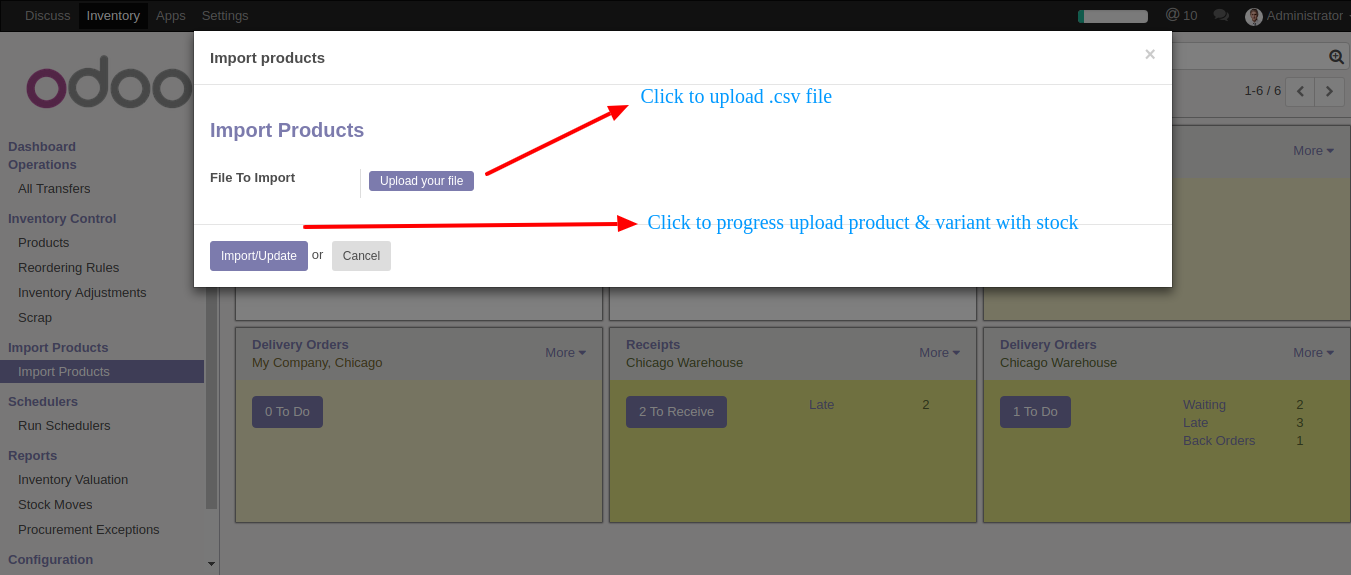 Discuss Inventory Apps Settings
@ 10 Administrator
odoo
Import products ×
1-6 / 6
Click to upload .csv file
Import Products
File To Import Upload your file
Click to progress upload product & variant with stock
Import/Update or Cancel
Dashboard
Operations
All Transfers
Inventory Control
Products
Reordering Rules
Inventory Adjustments
Scrap
Import Products
Import Products
Schedulers
Run Schedulers
Reports
Inventory Valuation
Stock Moves
Procurement Exceptions
Configuration
More
Delivery Orders
My Company, Chicago
More
0 To Do
Receipts
Chicago Warehouse
More
2 To Receive
Late 2
Delivery Orders
Chicago Warehouse
More
1 To Do
Waiting 2
Late 3
Back Orders 1